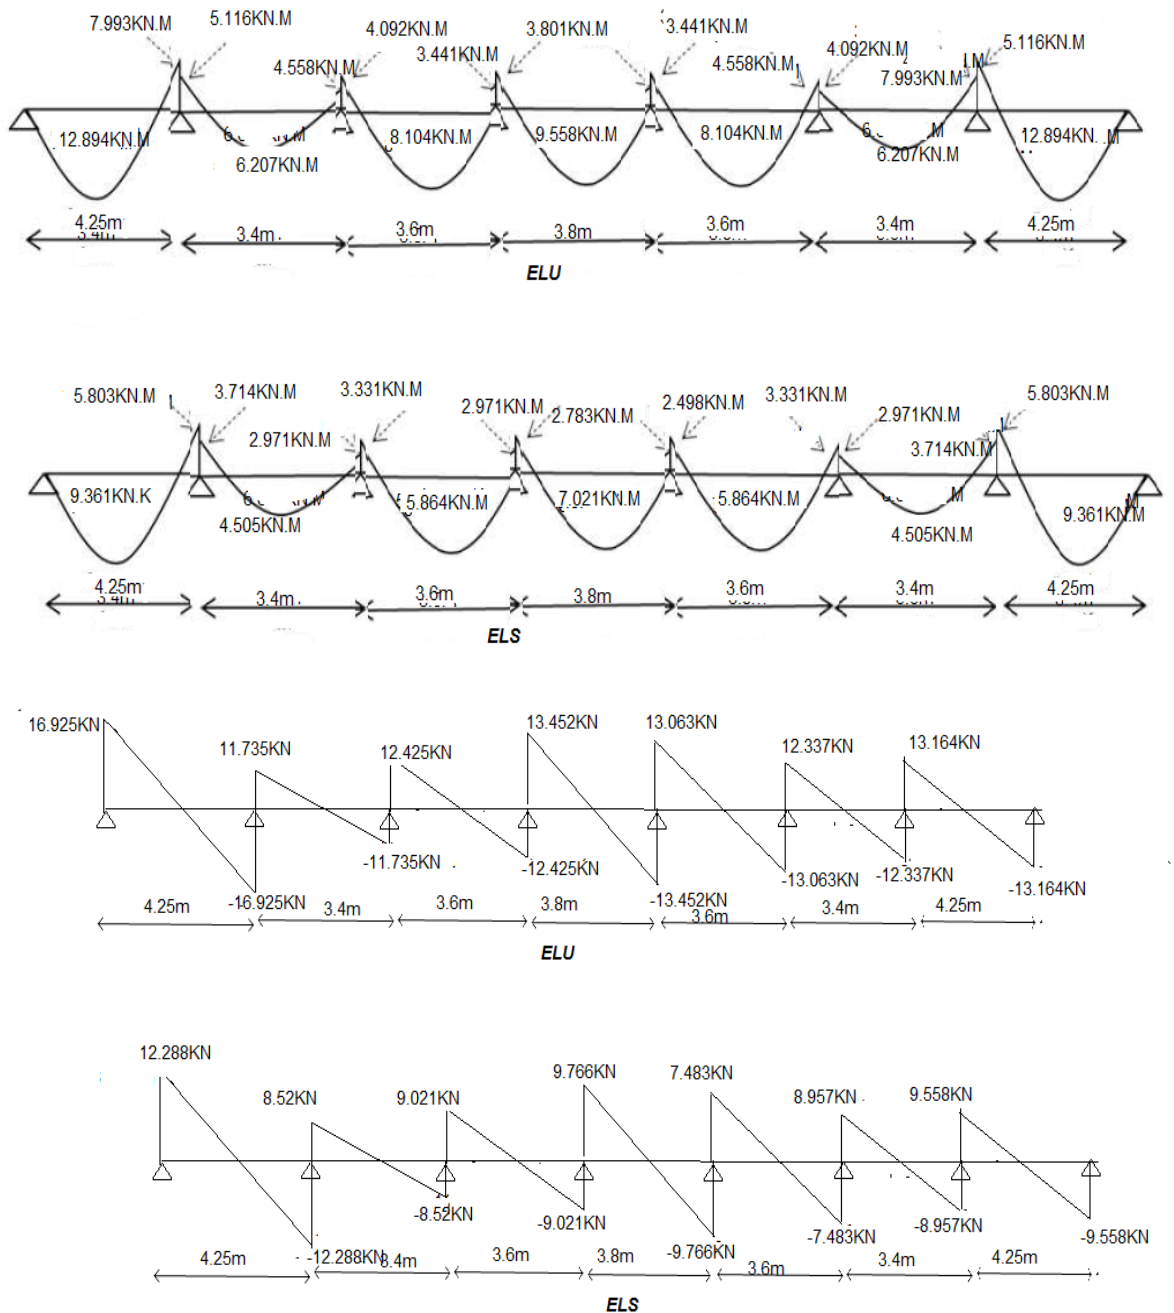 7.993KN.M 5.116KN.M 4.092KN.M 3.801KN.M 3.441KN.M 5.116KN.M
4.558KN.M 3.441KN.M 4.558KN.M 4.092KN.M 7.993KN.M
12.894KN.M 8.104KN.M 9.558KN.M 8.104KN.M 12.894KN. M
6.207KN.M 6.207KN.M
4.25m 3.4m 3.6m 3.8m 3.6m 3.4m 4.25m
ELU
5.803KN.M 3.714KN.M 3.331KN.M 2.971KN.M 2.783KN.M 2.498KN.M 3.331KN.M 2.971KN.M 5.803KN.M
2.971KN.M 3.714KN.M
9.361KN.K 5.864KN.M 7.021KN.M 5.864KN.M 9.361KN.M
4.505KN.M 4.505KN.M
4.25m 3.4m 3.6m 3.8m 3.6m 3.4m 4.25m
ELS
16.925KN 11.735KN 12.425KN 13.452KN 13.063KN 12.337KN 13.164KN
-16.925KN -11.735KN -12.425KN -13.452KN -13.063KN -12.337KN -13.164KN
4.25m 3.4m 3.6m 3.8m 3.6m 3.4m 4.25m
ELU
12.288KN 8.52KN 9.021KN 9.766KN 7.483KN 8.957KN 9.558KN
-12.288KN -8.52KN -9.021KN -9.766KN -7.483KN -8.957KN -9.558KN
4.25m 3.4m 3.6m 3.8m 3.6m 3.4m 4.25m
ELS